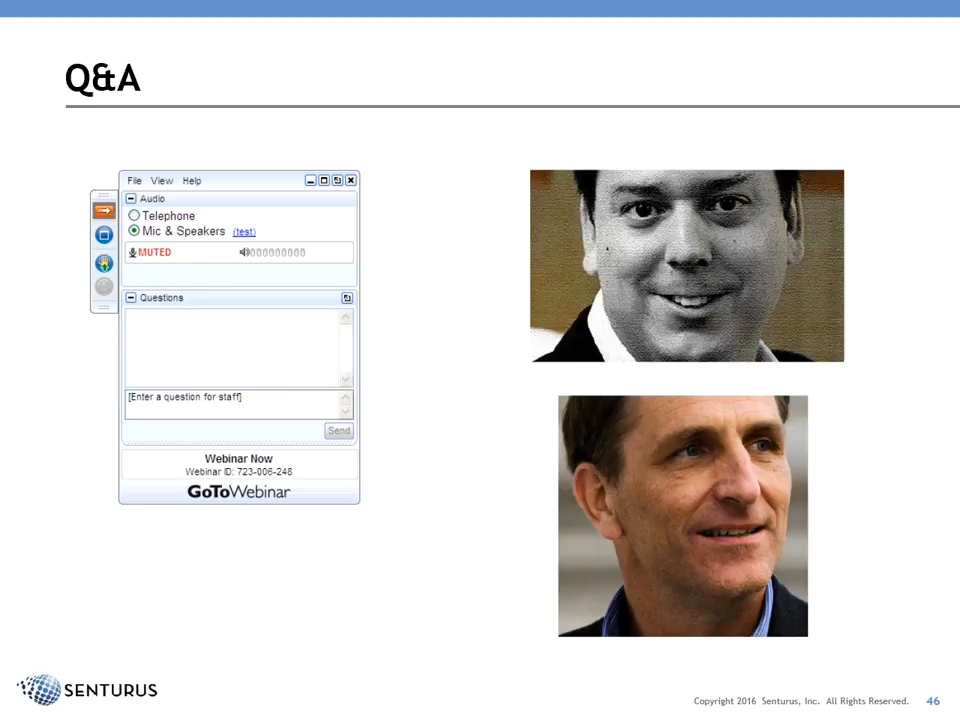 Q&A
File View Help
Audio
Telephone
Mic & Speakers (test)
MUTED 000000000
Questions
[Enter a question for staff]
Send
Webinar Now
Webinar ID: 723-006-248
GoToWebinar
SENTURUS
Copyright 2016 Senturus, Inc. All Rights Reserved. 46